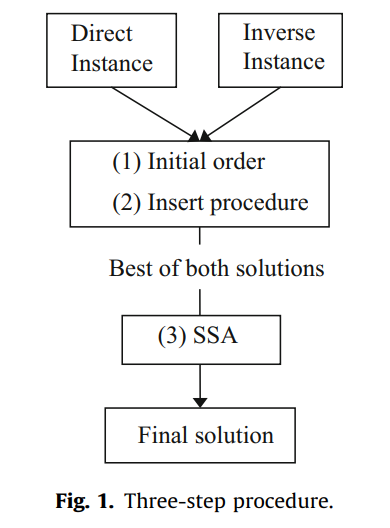 Direct
Instance
Inverse
Instance
(1) Initial order
(2) Insert procedure
Best of both solutions
(3) SSA
Final solution
Fig. 1. Three-step procedure.